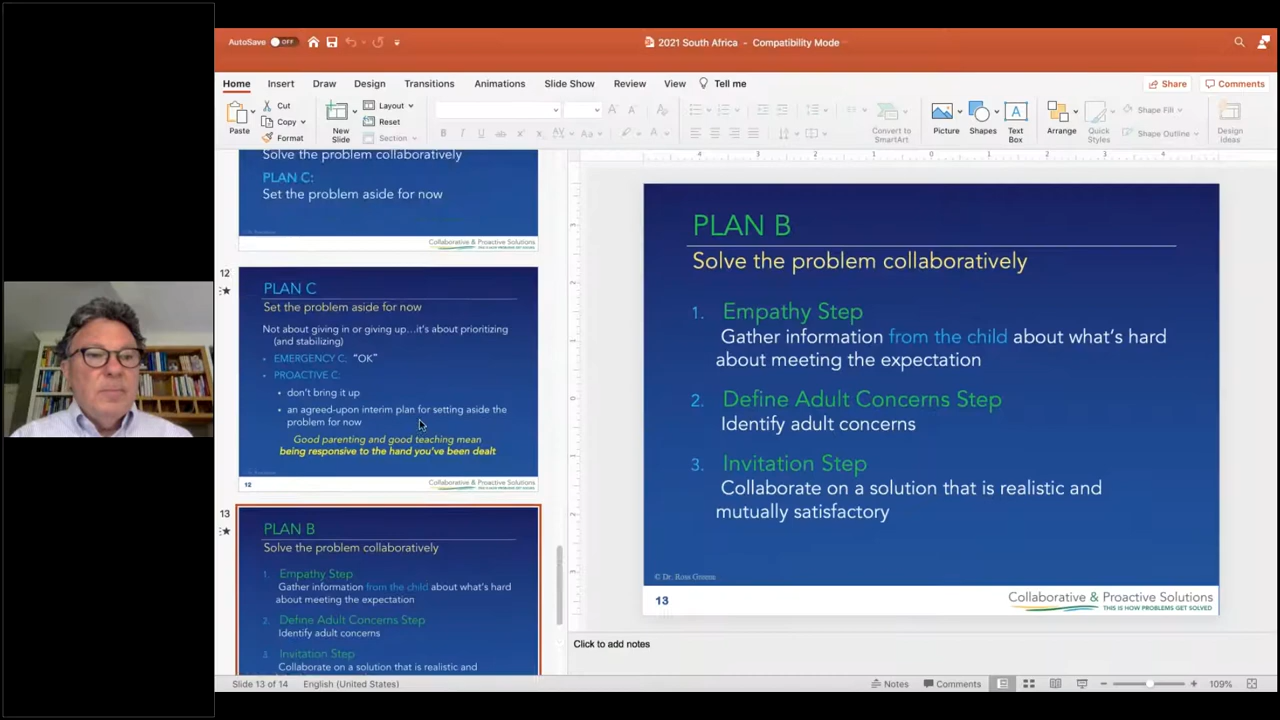 AutoSave OFF
2021 South Africa - Compatibility Mode
Home Insert Draw Design Transitions Animations Slide Show Review View Tell me
Share Comments
Paste
Cut
Copy
Format
New Slide
Layout
Reset
Section
Convert to SmartArt
Picture
Shapes
Text Box
Arrange
Quick Styles
Shape Fill
Shape Outline
Design Ideas
Solve the problem collaboratively
PLAN C:
Set the problem aside for now
Collaborative & Proactive Solutions
12
PLAN C
Set the problem aside for now
Not about giving in or giving up...it's about prioritizing
(and stabilizing)
• EMERGENCY C: "OK"
• PROACTIVE C:
• don't bring it up
• an agreed-upon interim plan for setting aside the
problem for now
Good parenting and good teaching mean
being responsive to the hand you've been dealt
12
Collaborative & Proactive Solutions
13
PLAN B
Solve the problem collaboratively
1. Empathy Step
Gather information from the child about what's hard
about meeting the expectation
2. Define Adult Concerns Step
Identify adult concerns
3. Invitation Step
Collaborate on a solution that is realistic and
PLAN B
Solve the problem collaboratively
1. Empathy Step
Gather information from the child about what's hard
about meeting the expectation
2. Define Adult Concerns Step
Identify adult concerns
3. Invitation Step
Collaborate on a solution that is realistic and
mutually satisfactory
© Dr. Ross Greene
13
Collaborative & Proactive Solutions
THIS IS HOW PROBLEMS GET SOLVED
Click to add notes
Slide 13 of 14 English (United States)
Notes Comments 109%